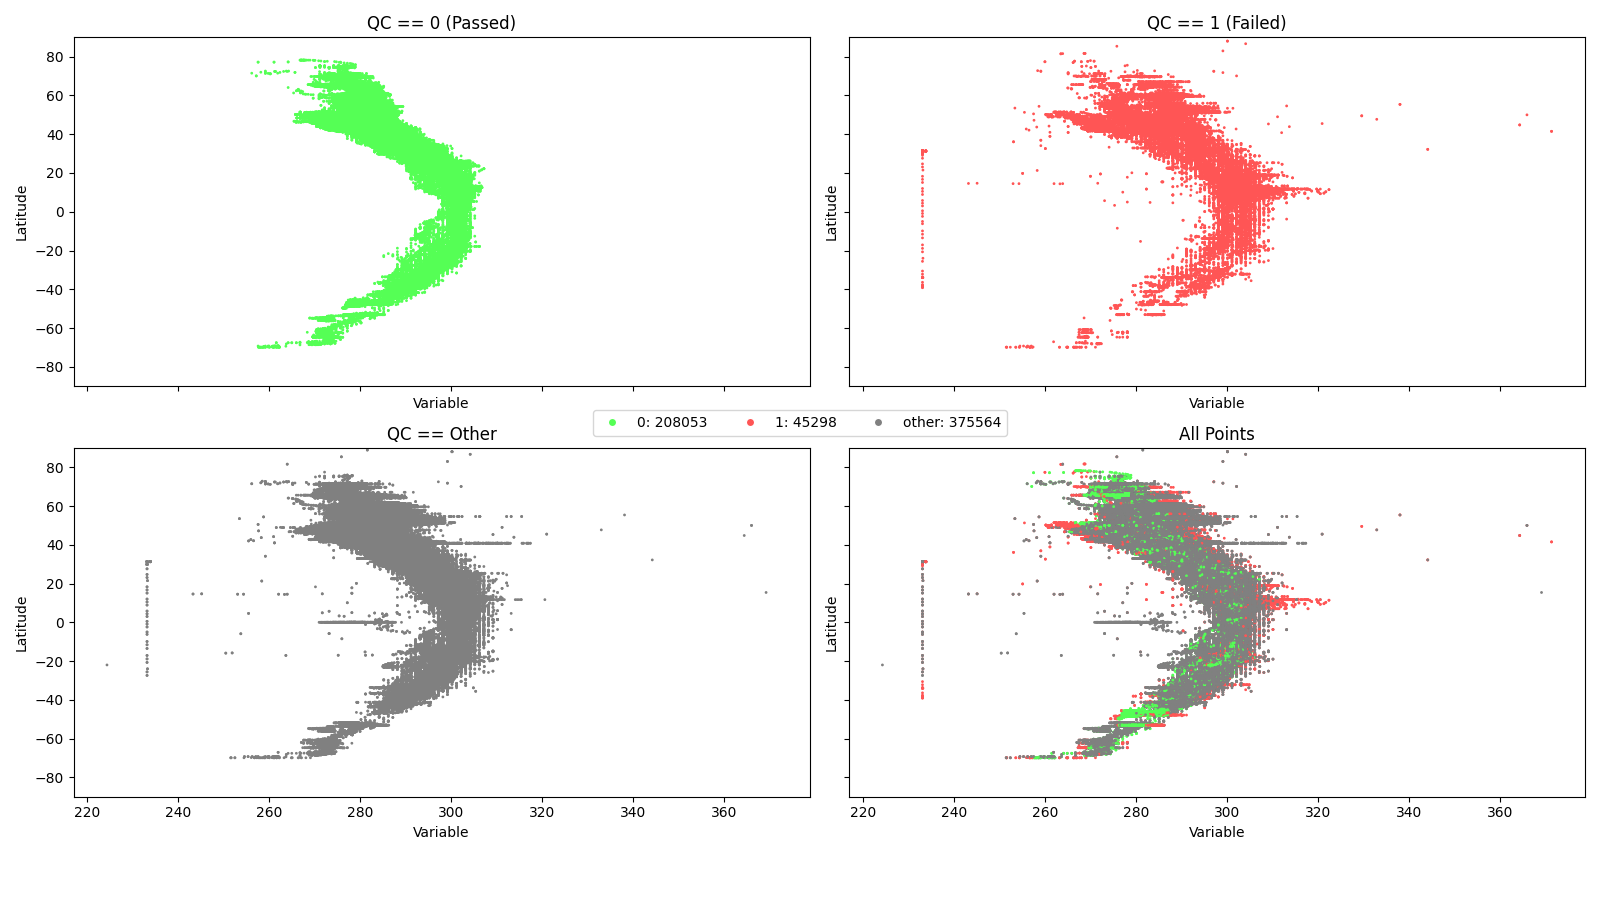 QC == 0 (Passed)
QC == 1 (Failed)
80
60
40
20
0
−20
−40
−60
−80
Latitude
Latitude
Variable
Variable
0: 208053
1: 45298
other: 375564
QC == Other
All Points
80
60
40
20
0
−20
−40
−60
−80
Latitude
Latitude
220 240 260 280 300 320 340 360
220 240 260 280 300 320 340 360
Variable
Variable